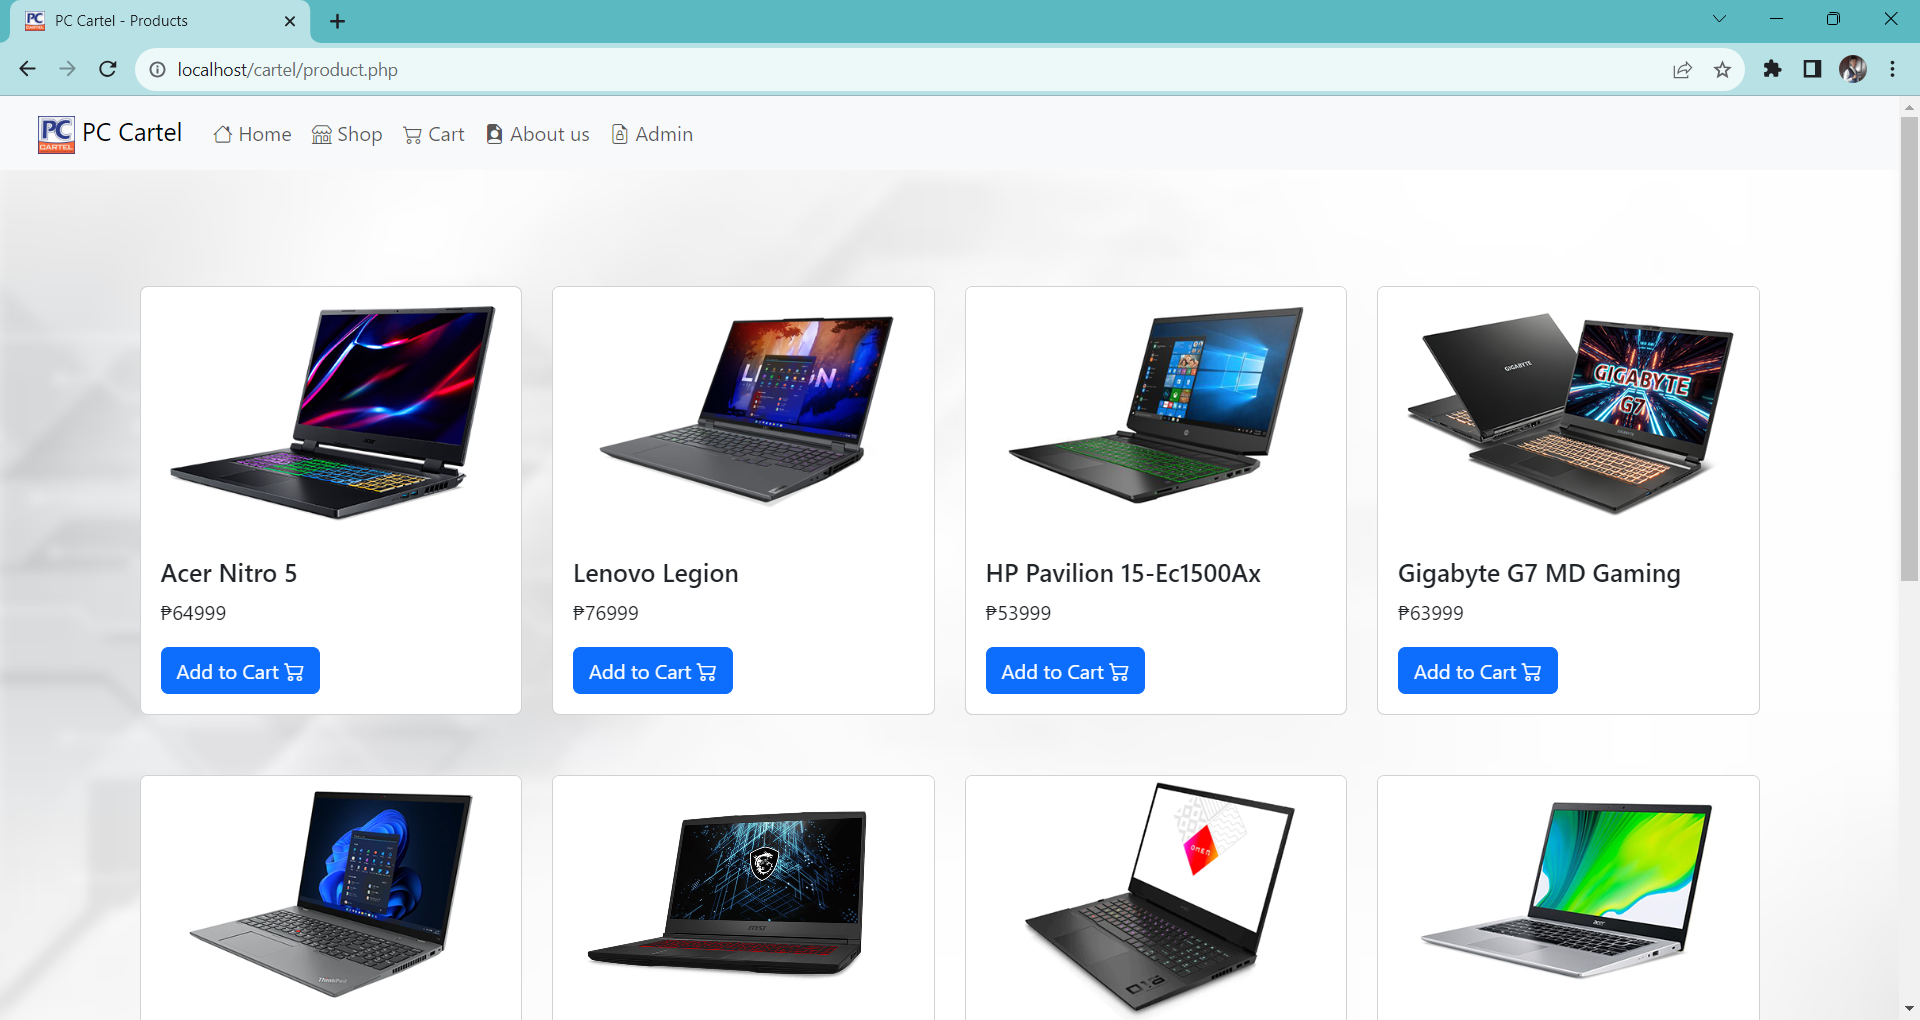 PC Cartel - Products
localhost/cartel/product.php
PC CARTEL PC Cartel Home Shop Cart About us Admin
LEGION
GIGABYTE
GIGABYTE
G7
acer
Acer Nitro 5
₱64999
Add to Cart
Lenovo Legion
₱76999
Add to Cart
HP Pavilion 15-Ec1500Ax
₱53999
Add to Cart
Gigabyte G7 MD Gaming
₱63999
Add to Cart
ThinkPad
msi
OMEN
acer